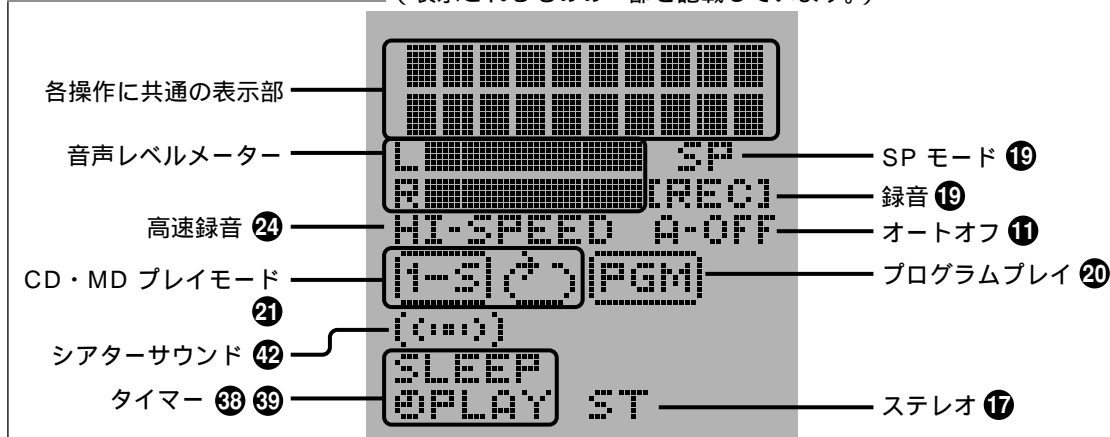 各操作に共通の表示部
音声レベルメーター
L
SP
SP モード ⓳
R
[REC]
録音 ⓳
高速録音 ㉔
HI-SPEED
A-OFF
オートオフ ⓫
CD・MD プレイモード
㉑
1-S
PGM
プログラムプレイ ⓴
シアターサウンド ㊷
タイマー ㊳ ㊴
SLEEP
PLAY
ST
ステレオ ⓱